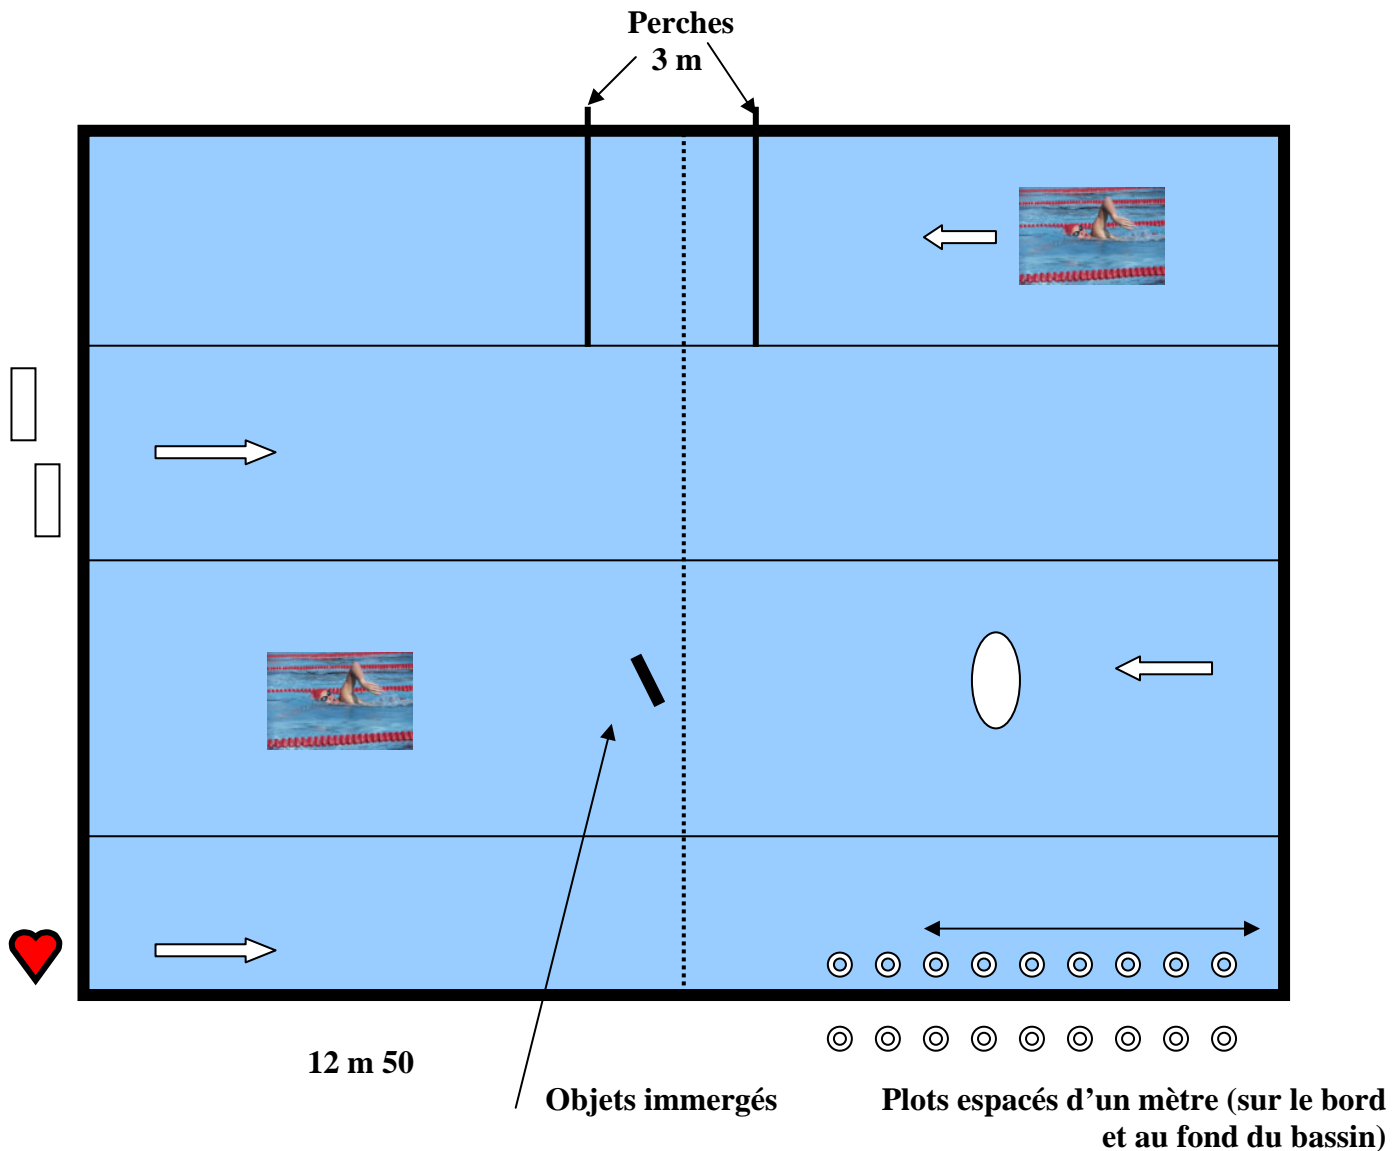 Perches
3 m
12 m 50
Objets immergés
Plots espacés d’un mètre (sur le bord
et au fond du bassin)